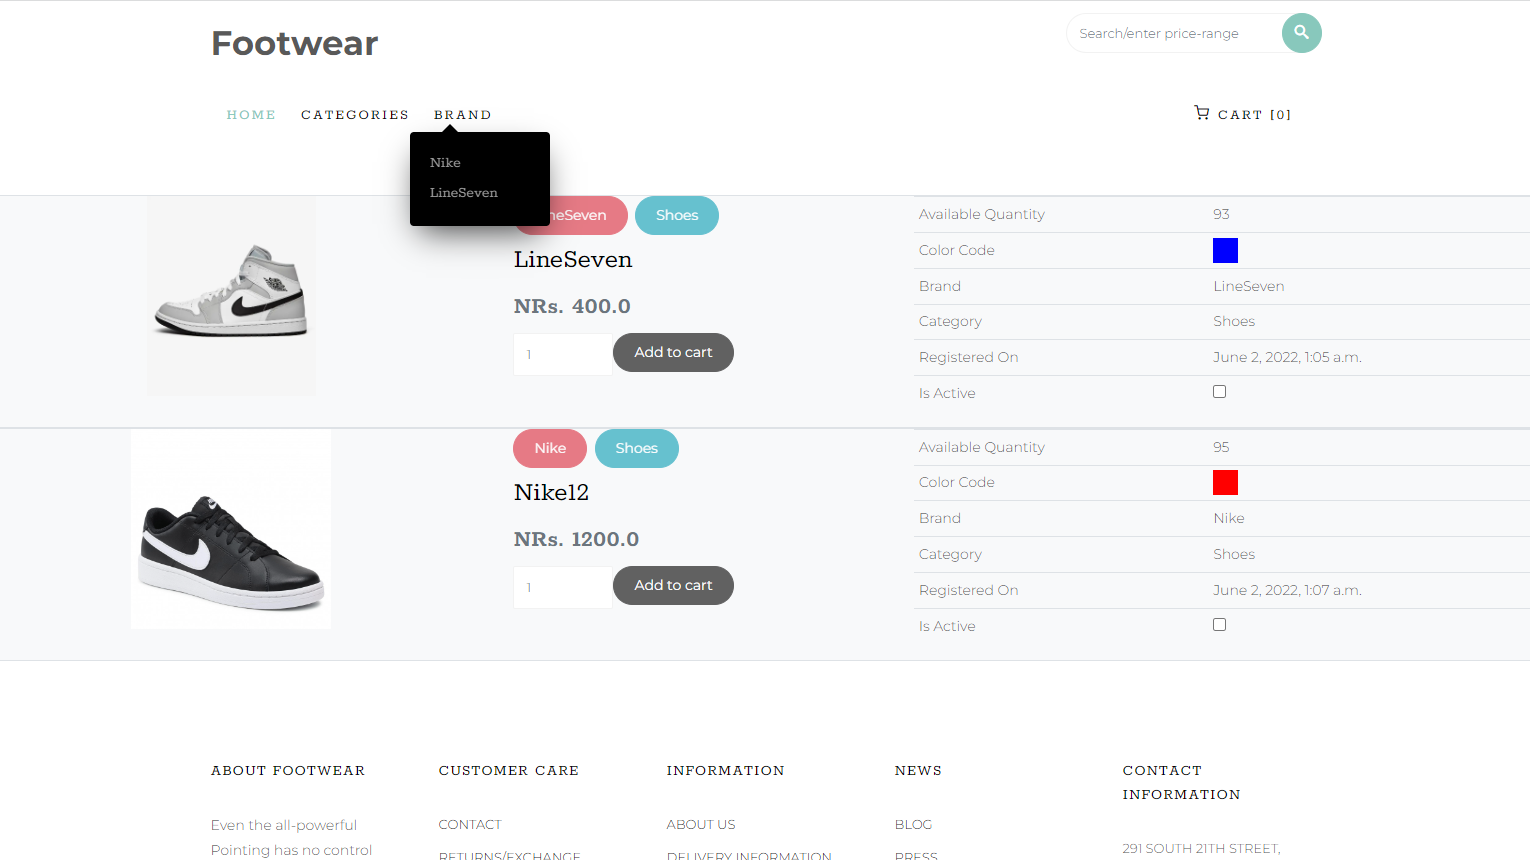 Footwear
Search/enter price-range
HOME CATEGORIES BRAND
CART [0]
Nike
LineSeven
neSeven Shoes
LineSeven
NRs. 400.0
1 Add to cart
Available Quantity 93
Color Code
Brand LineSeven
Category Shoes
Registered On June 2, 2022, 1:05 a.m.
Is Active
Nike Shoes
Nike12
NRs. 1200.0
1 Add to cart
Available Quantity 95
Color Code
Brand Nike
Category Shoes
Registered On June 2, 2022, 1:07 a.m.
Is Active
ABOUT FOOTWEAR
Even the all-powerful
Pointing has no control
CUSTOMER CARE
CONTACT
RETURNS/EXCHANGE
INFORMATION
ABOUT US
DELIVERY INFORMATION
NEWS
BLOG
PRESS
CONTACT
INFORMATION
291 SOUTH 21TH STREET,